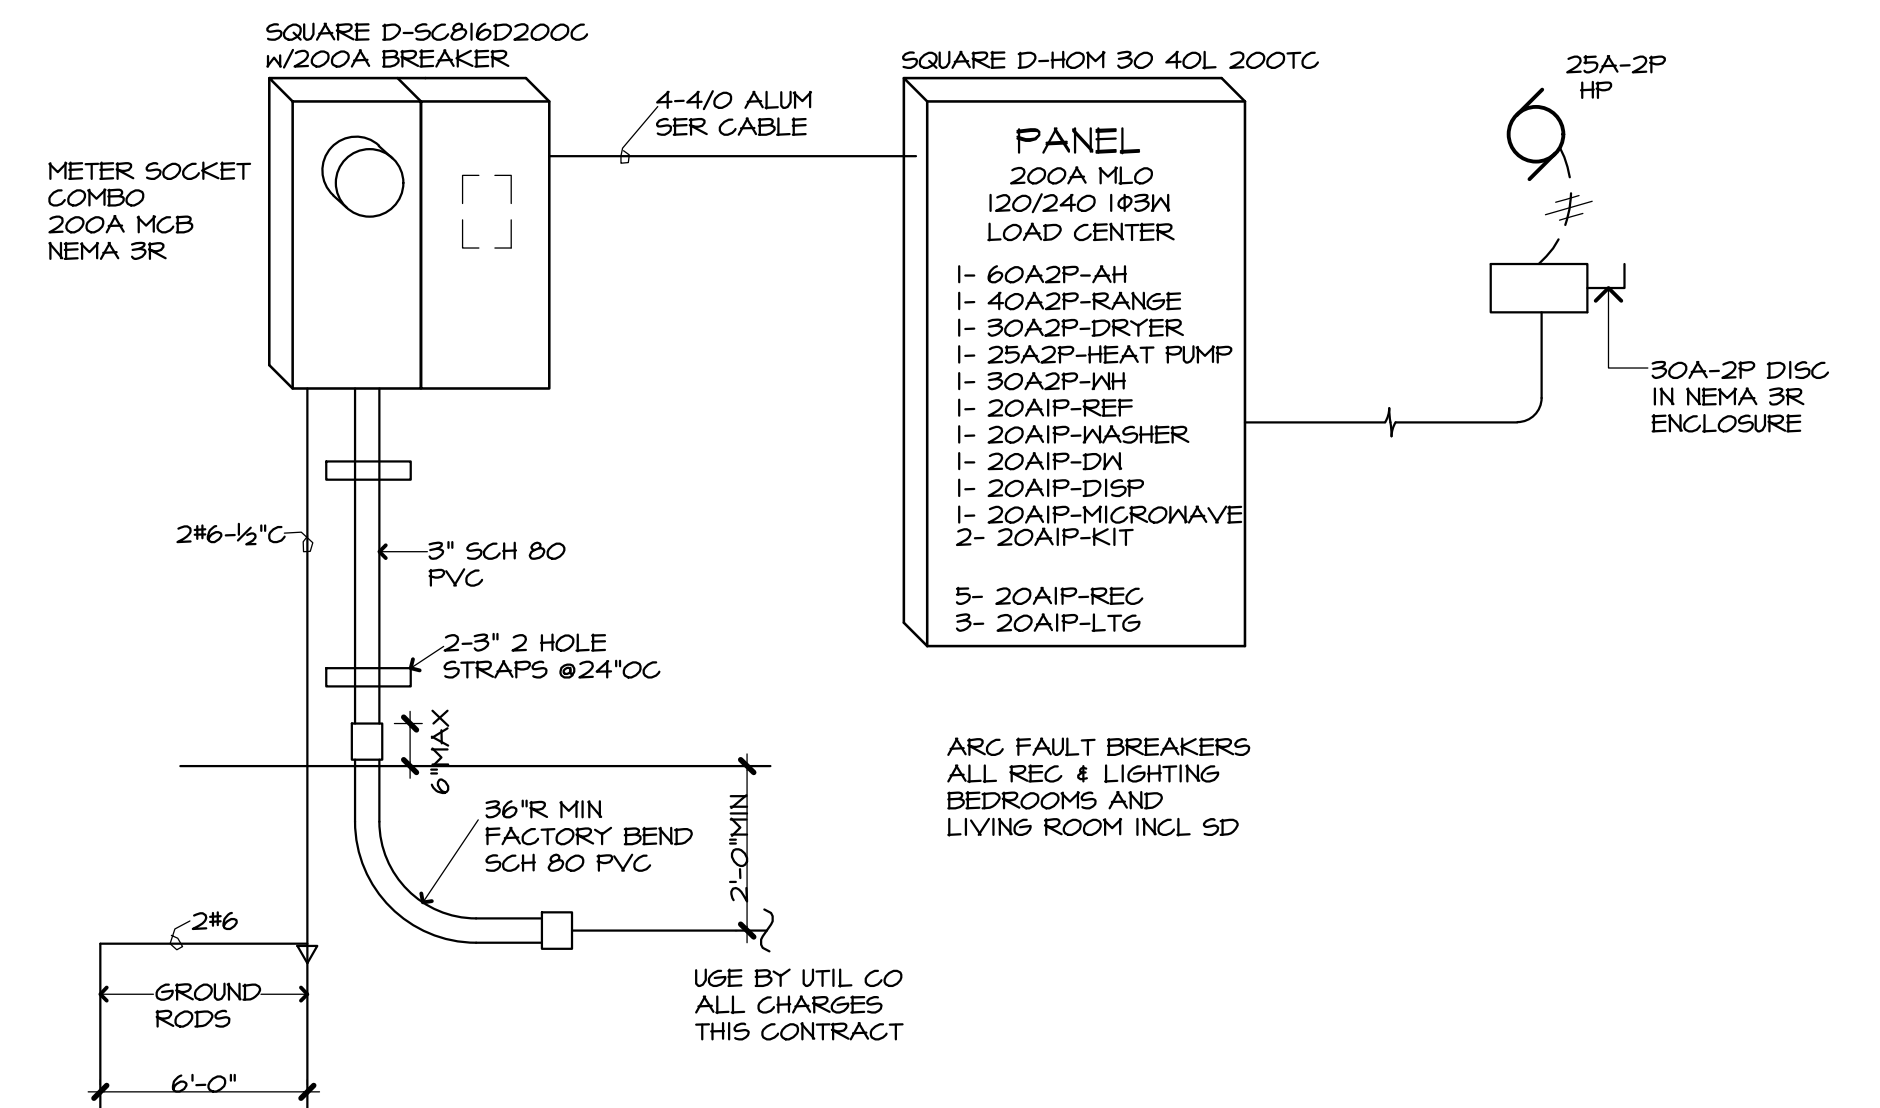 SQUARE D-SC816D200C
w/200A BREAKER
METER SOCKET
COMBO
200A MCB
NEMA 3R
4-4/0 ALUM
SER CABLE
SQUARE D-HOM 30 40L 200TC
PANEL
200A MLO
120/240 1Φ3W
LOAD CENTER
1- 60A2P-AH
1- 40A2P-RANGE
1- 30A2P-DRYER
1- 25A2P-HEAT PUMP
1- 30A2P-WH
1- 20A1P-REF
1- 20A1P-WASHER
1- 20A1P-DW
1- 20A1P-DISP
1- 20A1P-MICROWAVE
2- 20A1P-KIT
5- 20A1P-REC
3- 20A1P-LTG
25A-2P
HP
30A-2P DISC
IN NEMA 3R
ENCLOSURE
2#6-½"C
3" SCH 80
PVC
2-3" 2 HOLE
STRAPS @24"OC
6"MAX
36"R MIN
FACTORY BEND
SCH 80 PVC
2'-0"MIN
ARC FAULT BREAKERS
ALL REC & LIGHTING
BEDROOMS AND
LIVING ROOM INCL SD
2#6
GROUND
RODS
6'-0"
UGE BY UTIL CO
ALL CHARGES
THIS CONTRACT